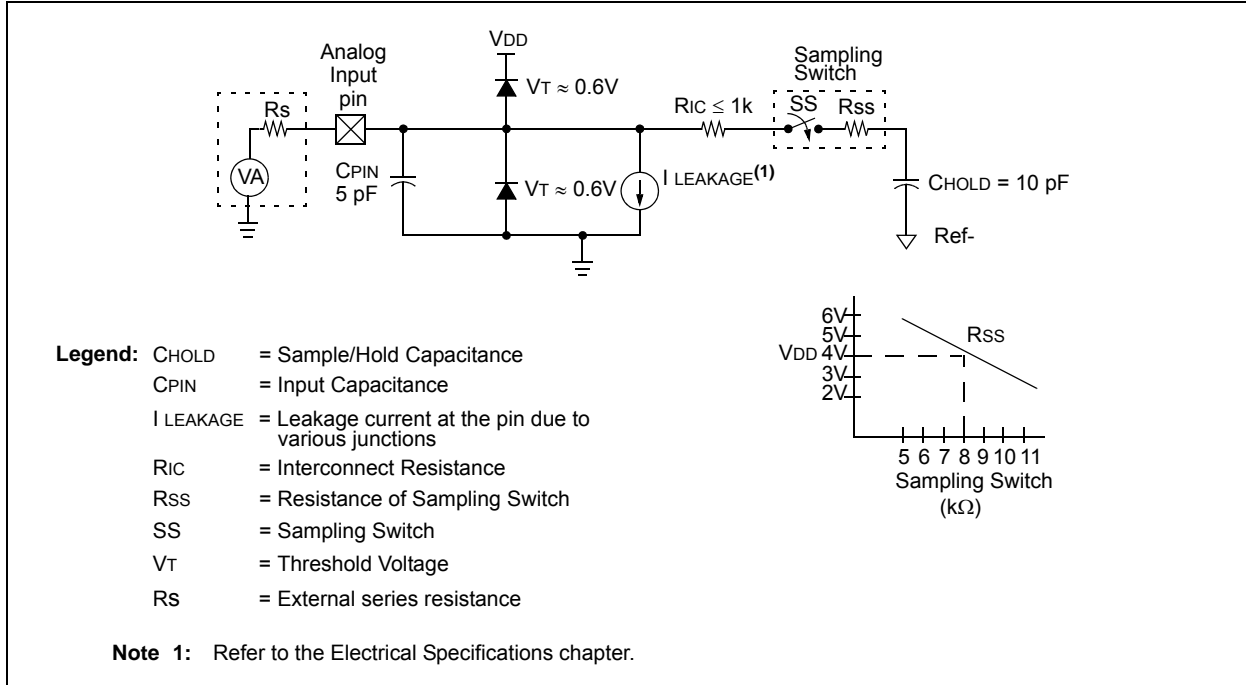 VDD
Analog
Input
pin
VT ≈ 0.6V
Sampling
Switch
Rs
RIC ≤ 1k
SS
Rss
VA
CPIN
5 pF
VT ≈ 0.6V
I LEAKAGE(1)
CHOLD = 10 pF
Ref-
6V
5V
VDD 4V
3V
2V
RSS
5 6 7 8 9 10 11
Sampling Switch
(kΩ)
Legend: CHOLD = Sample/Hold Capacitance
CPIN = Input Capacitance
I LEAKAGE = Leakage current at the pin due to
various junctions
RIC = Interconnect Resistance
RSS = Resistance of Sampling Switch
SS = Sampling Switch
VT = Threshold Voltage
Rs = External series resistance
Note 1: Refer to the Electrical Specifications chapter.